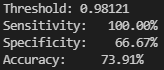 Threshold: 0.98121
Sensitivity:   100.00%
Specificity:    66.67%
Accuracy:     73.91%